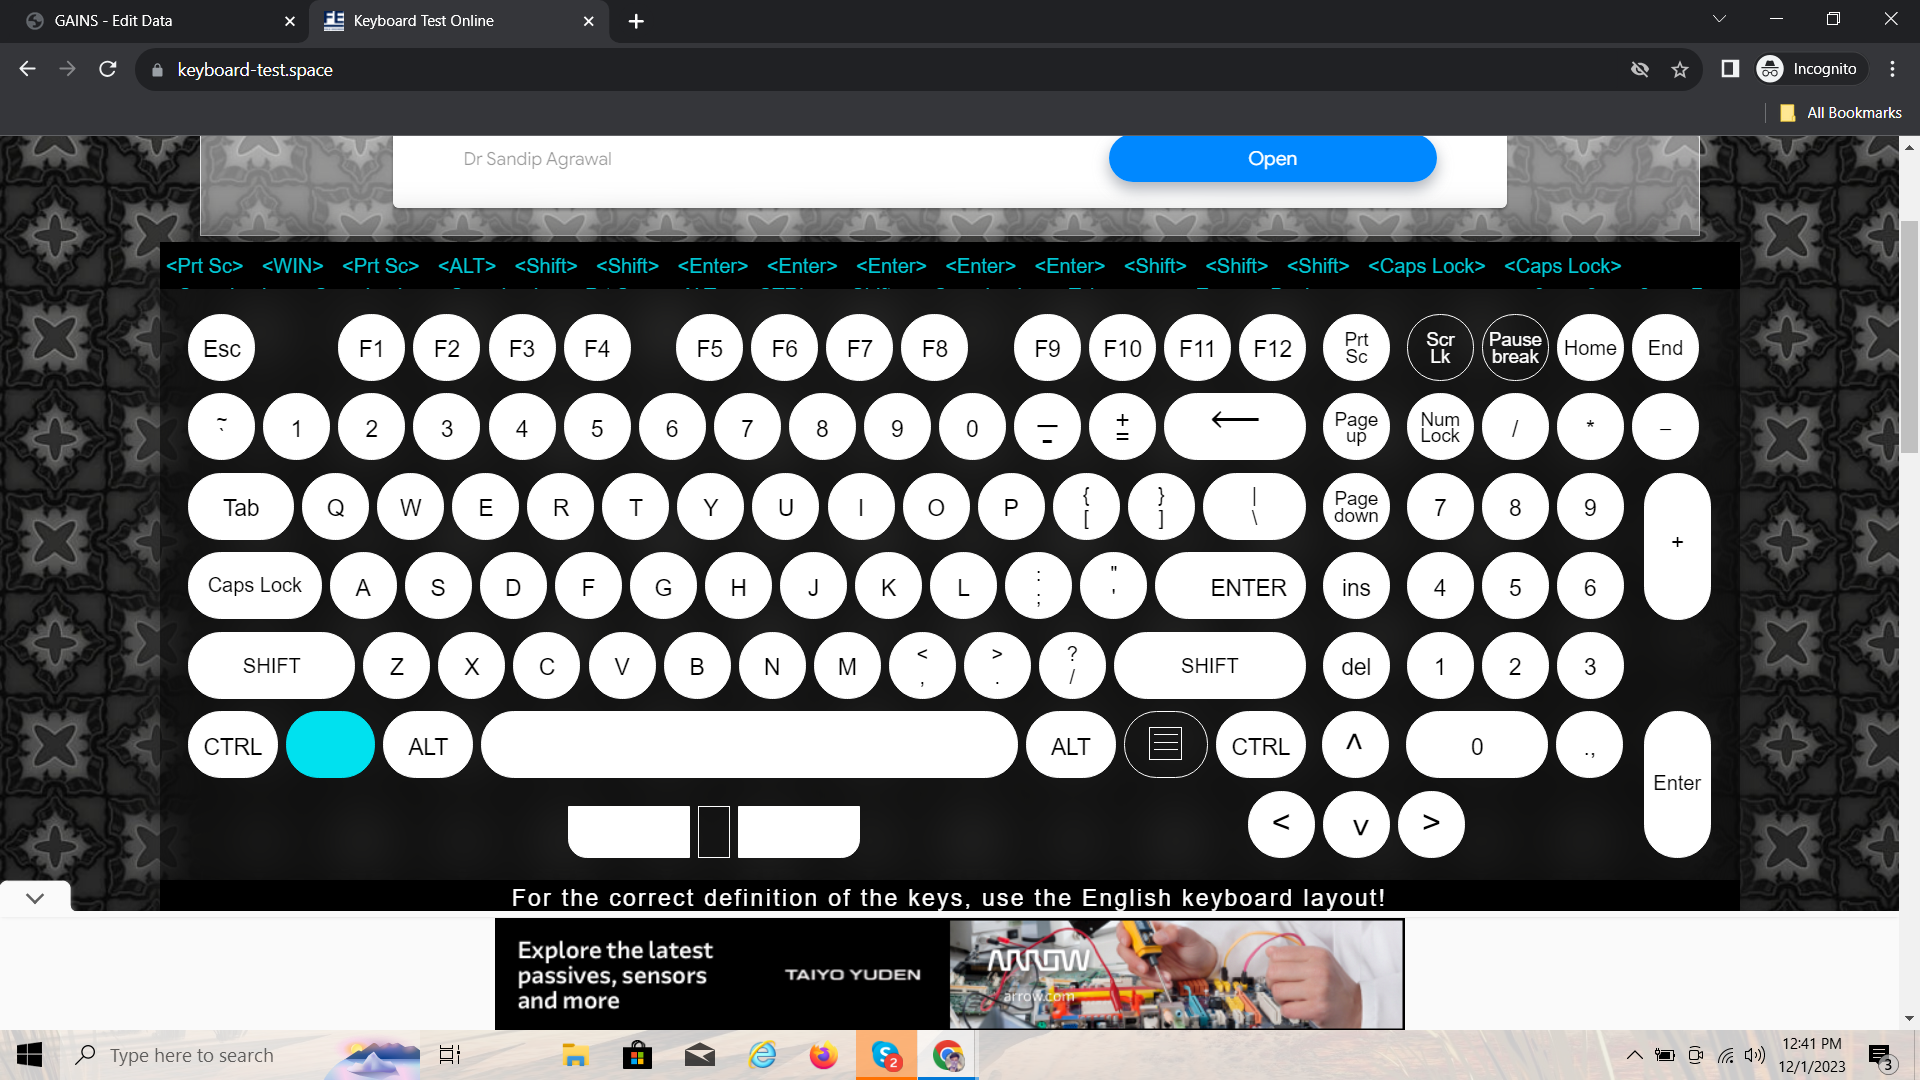 GAINS - Edit Data
Keyboard Test Online
keyboard-test.space
Incognito
All Bookmarks
Dr Sandip Agrawal
Open
<Prt Sc> <WIN> <Prt Sc> <ALT> <Shift> <Shift> <Enter> <Enter> <Enter> <Enter> <Enter> <Shift> <Shift> <Shift> <Caps Lock> <Caps Lock>
Esc F1 F2 F3 F4 F5 F6 F7 F8 F9 F10 F11 F12 Prt Sc Scr Lk Pause break Home End
~ ` 1 2 3 4 5 6 7 8 9 0 — - ± = ⟵ Page up Num Lock / * –
Tab Q W E R T Y U I O P { [ } ] | \ Page down 7 8 9 +
Caps Lock A S D F G H J K L : ; " ' ENTER ins 4 5 6
SHIFT Z X C V B N M < , > . ? / SHIFT del 1 2 3
CTRL ALT ALT CTRL ^ 0 ., Enter
< v >
For the correct definition of the keys, use the English keyboard layout!
Explore the latest
passives, sensors
and more
TAIYO YUDEN
ARROW
arrow.com
Type here to search
2
12:41 PM
12/1/2023
3